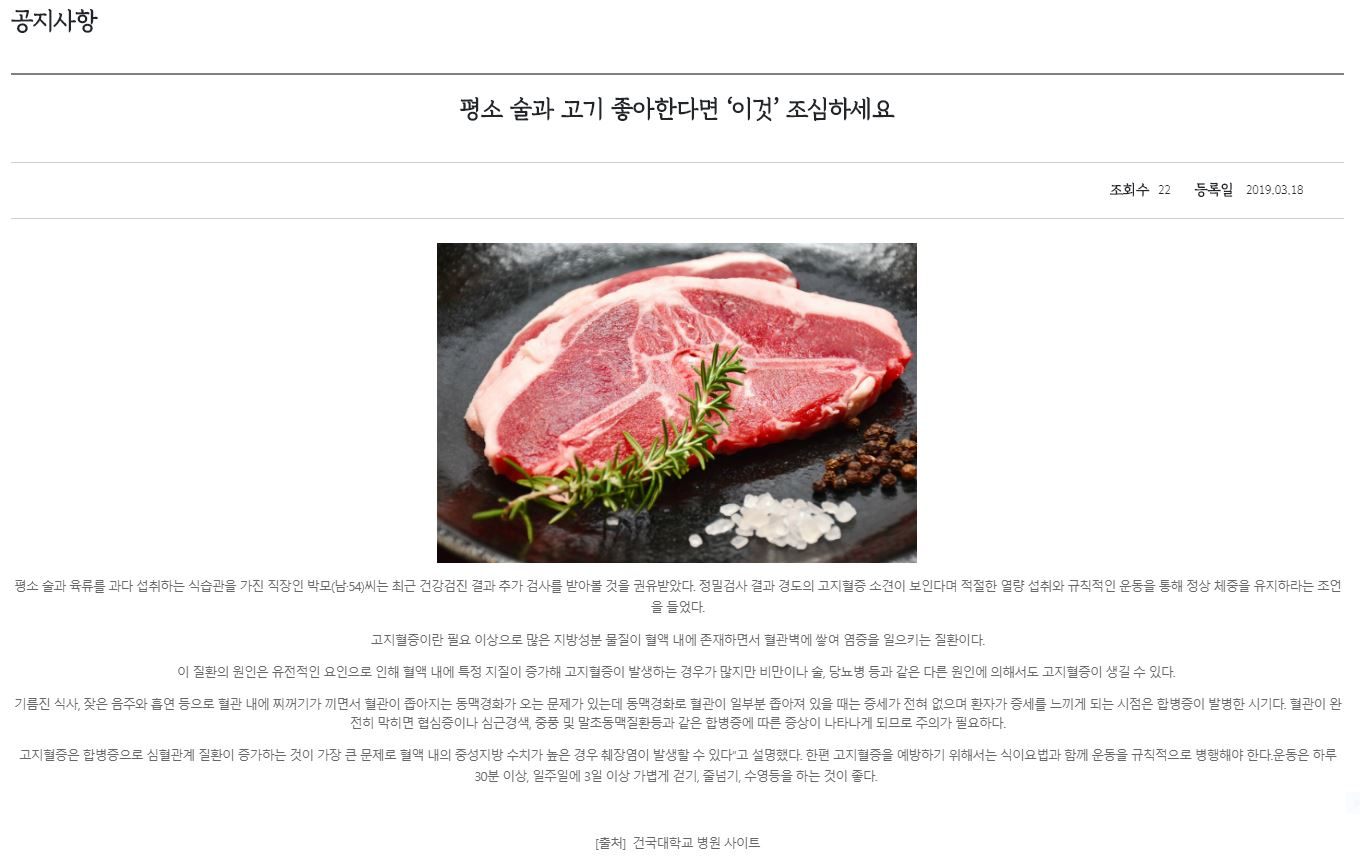 공지사항
평소 술과 고기 좋아한다면 ‘이것’ 조심하세요
조회수 22 등록일 2019.03.18
평소 술과 육류를 과다 섭취하는 식습관을 가진 직장인 박모(남·54)씨는 최근 건강검진 결과 추가 검사를 받아볼 것을 권유받았다. 정밀검사 결과 경도의 고지혈증 소견이 보인다며 적절한 열량 섭취와 규칙적인 운동을 통해 정상 체중을 유지하라는 조언
을 들었다.
고지혈증이란 필요 이상으로 많은 지방성분 물질이 혈액 내에 존재하면서 혈관벽에 쌓여 염증을 일으키는 질환이다.
이 질환의 원인은 유전적인 요인으로 인해 혈액 내에 특정 지질이 증가해 고지혈증이 발생하는 경우가 많지만 비만이나 술, 당뇨병 등과 같은 다른 원인에 의해서도 고지혈증이 생길 수 있다.
기름진 식사, 잦은 음주와 흡연 등으로 혈관 내에 찌꺼기가 끼면서 혈관이 좁아지는 동맥경화가 오는 문제가 있는데 동맥경화로 혈관이 일부분 좁아져 있을 때는 증세가 전혀 없으며 환자가 증세를 느끼게 되는 시점은 합병증이 발병한 시기다. 혈관이 완
전히 막히면 협심증이나 심근경색, 중풍 및 말초동맥질환등과 같은 합병증에 따른 증상이 나타나게 되므로 주의가 필요하다.
고지혈증은 합병증으로 심혈관계 질환이 증가하는 것이 가장 큰 문제로 혈액 내의 중성지방 수치가 높은 경우 췌장염이 발생할 수 있다"고 설명했다. 한편 고지혈증을 예방하기 위해서는 식이요법과 함께 운동을 규칙적으로 병행해야 한다.운동은 하루
30분 이상, 일주일에 3일 이상 가볍게 걷기, 줄넘기, 수영등을 하는 것이 좋다.
[출처] 건국대학교 병원 사이트